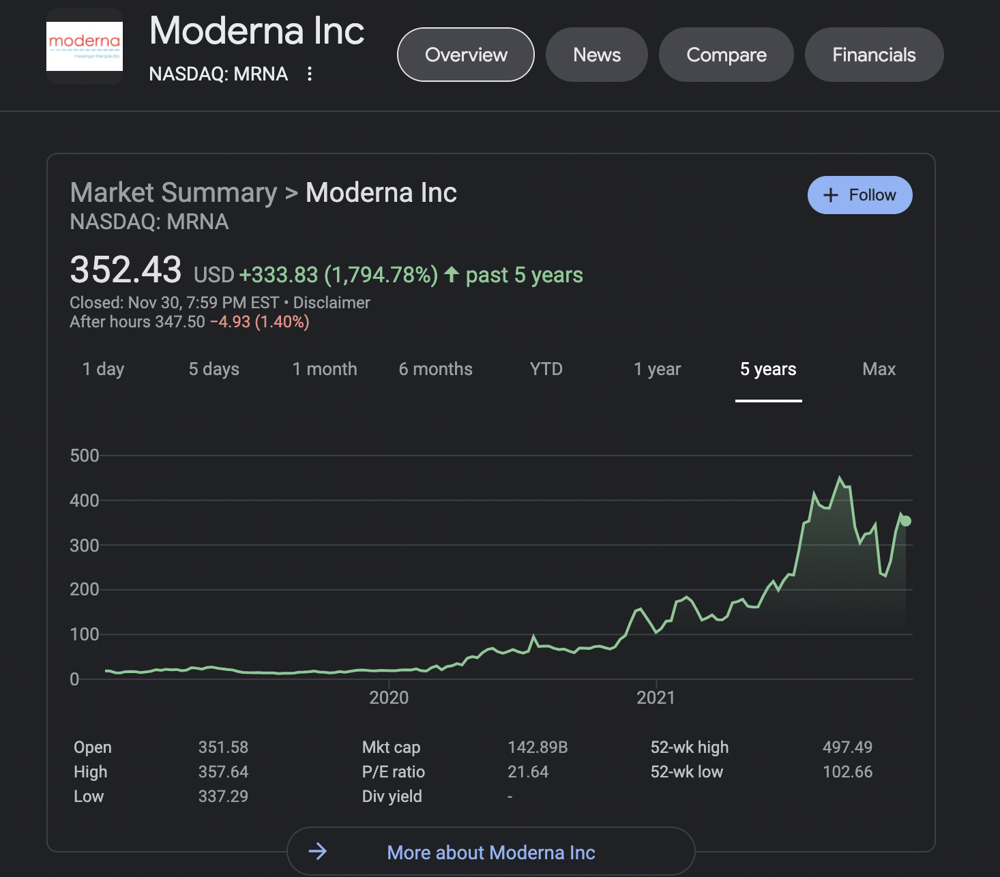 moderna
messenger therapeutics
Moderna Inc
NASDAQ: MRNA
Overview
News
Compare
Financials
Market Summary > Moderna Inc
NASDAQ: MRNA
+ Follow
352.43 USD +333.83 (1,794.78%) ↑ past 5 years
Closed: Nov 30, 7:59 PM EST • Disclaimer
After hours 347.50 −4.93 (1.40%)
1 day
5 days
1 month
6 months
YTD
1 year
5 years
Max
500
400
300
200
100
0
2020
2021
Open 351.58
High 357.64
Low 337.29
Mkt cap 142.89B
P/E ratio 21.64
Div yield -
52-wk high 497.49
52-wk low 102.66
→ More about Moderna Inc